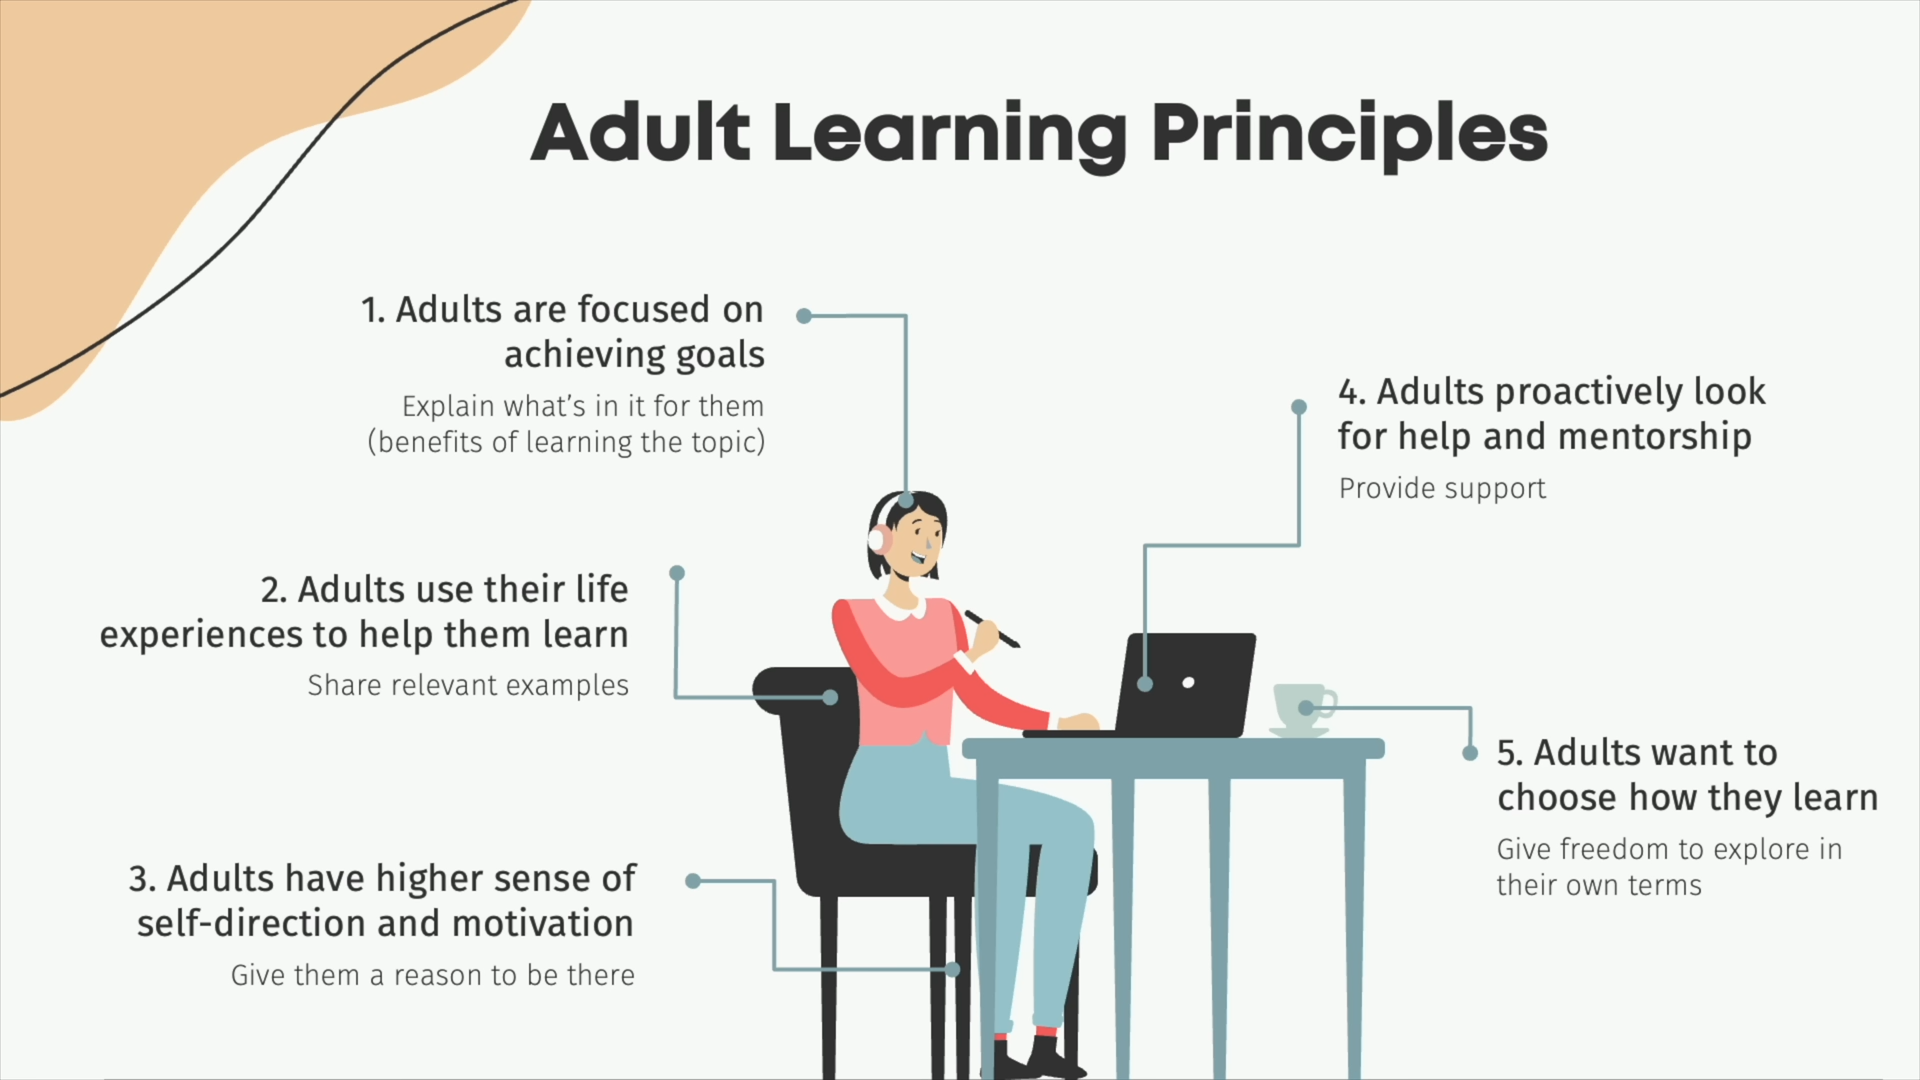 Adult Learning Principles
1. Adults are focused on
achieving goals
Explain what's in it for them
(benefits of learning the topic)
2. Adults use their life
experiences to help them learn
Share relevant examples
3. Adults have higher sense of
self-direction and motivation
Give them a reason to be there
4. Adults proactively look
for help and mentorship
Provide support
5. Adults want to
choose how they learn
Give freedom to explore in
their own terms